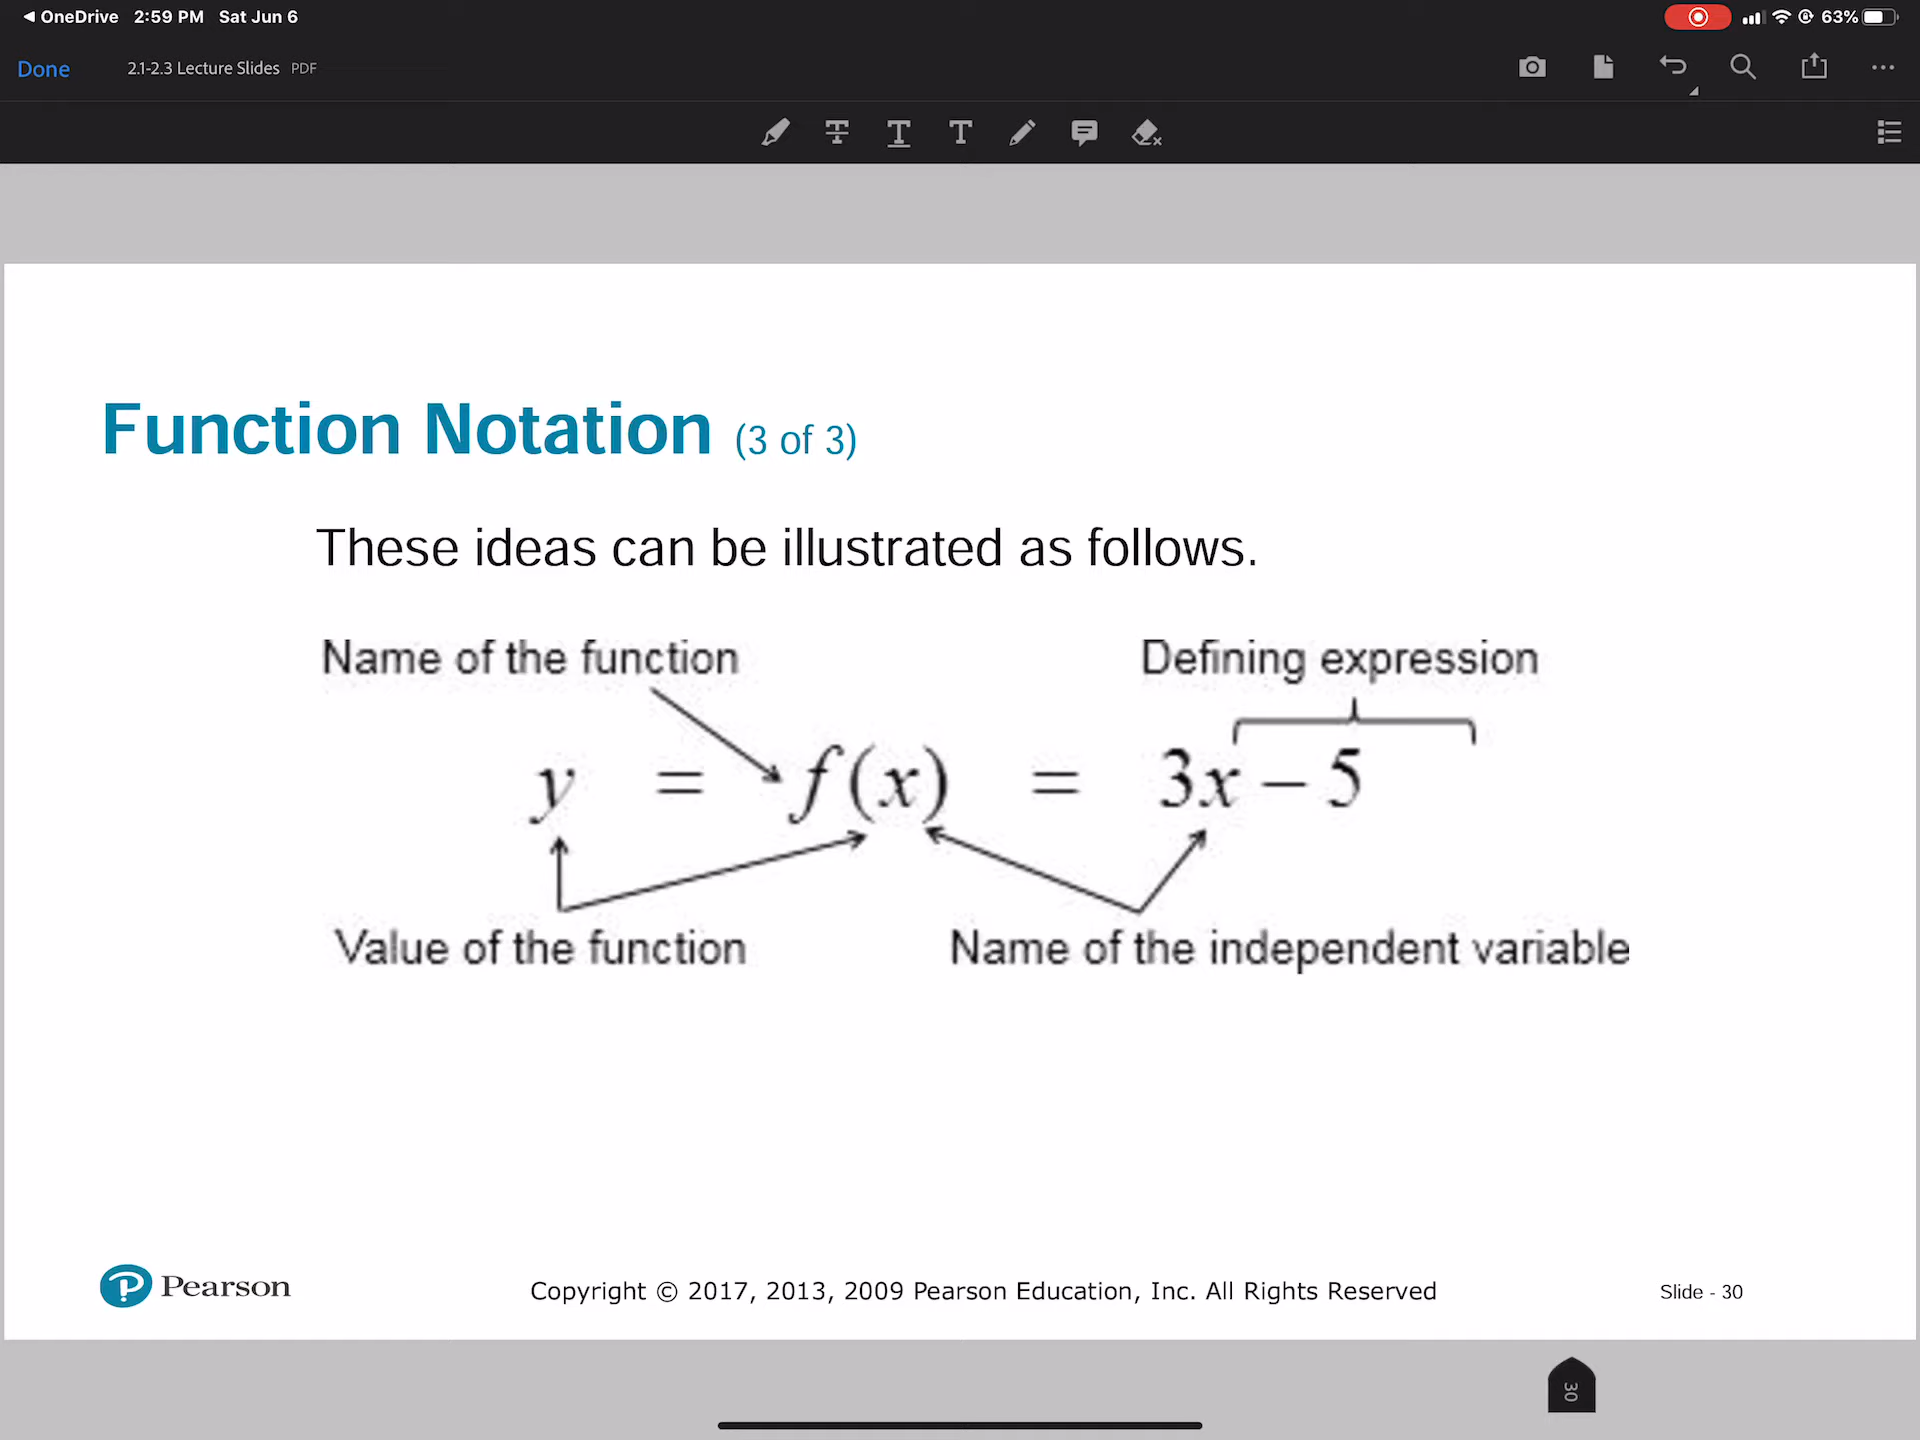 OneDrive 2:59 PM Sat Jun 6 63%
Done 2.1-2.3 Lecture Slides PDF
Function Notation (3 of 3)
These ideas can be illustrated as follows.
Name of the function Defining expression
y = f(x) = 3x – 5
Value of the function Name of the independent variable
Pearson Copyright © 2017, 2013, 2009 Pearson Education, Inc. All Rights Reserved Slide - 30
30